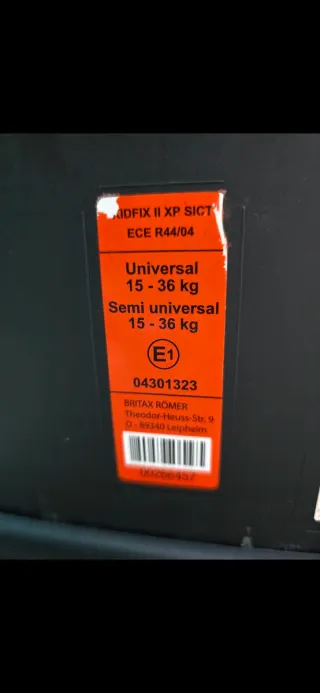 KIDFIX II XP SICT
ECE R44/04
Universal
15 - 36 kg
Semi universal
15 - 36 kg
E1
04301323
BRITAX RÖMER
Theodor-Heuss-Str. 9
D - 89340 Leipheim
00266457